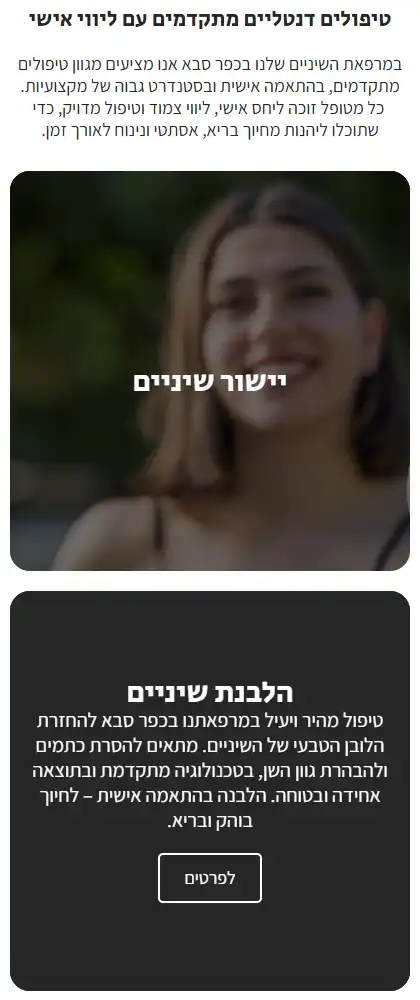 טיפולים דנטליים מתקדמים עם ליווי אישי
במרפאת השיניים שלנו בכפר סבא אנו מציעים מגוון טיפולים
מתקדמים, בהתאמה אישית ובסטנדרט גבוה של מקצועיות.
כל מטופל זוכה ליחס אישי, ליווי צמוד וטיפול מדויק, כדי
שתוכלו ליהנות מחיוך בריא, אסתטי ונינוח לאורך זמן.
יישור שיניים
הלבנת שיניים
טיפול מהיר ויעיל במרפאתנו בכפר סבא להחזרת
הלובן הטבעי של השיניים. מתאים להסרת כתמים
ולהבהרת גוון השן, בטכנולוגיה מתקדמת ובתוצאה
אחידה ובטוחה. הלבנה בהתאמה אישית – לחיוך
בוהק ובריא.
לפרטים